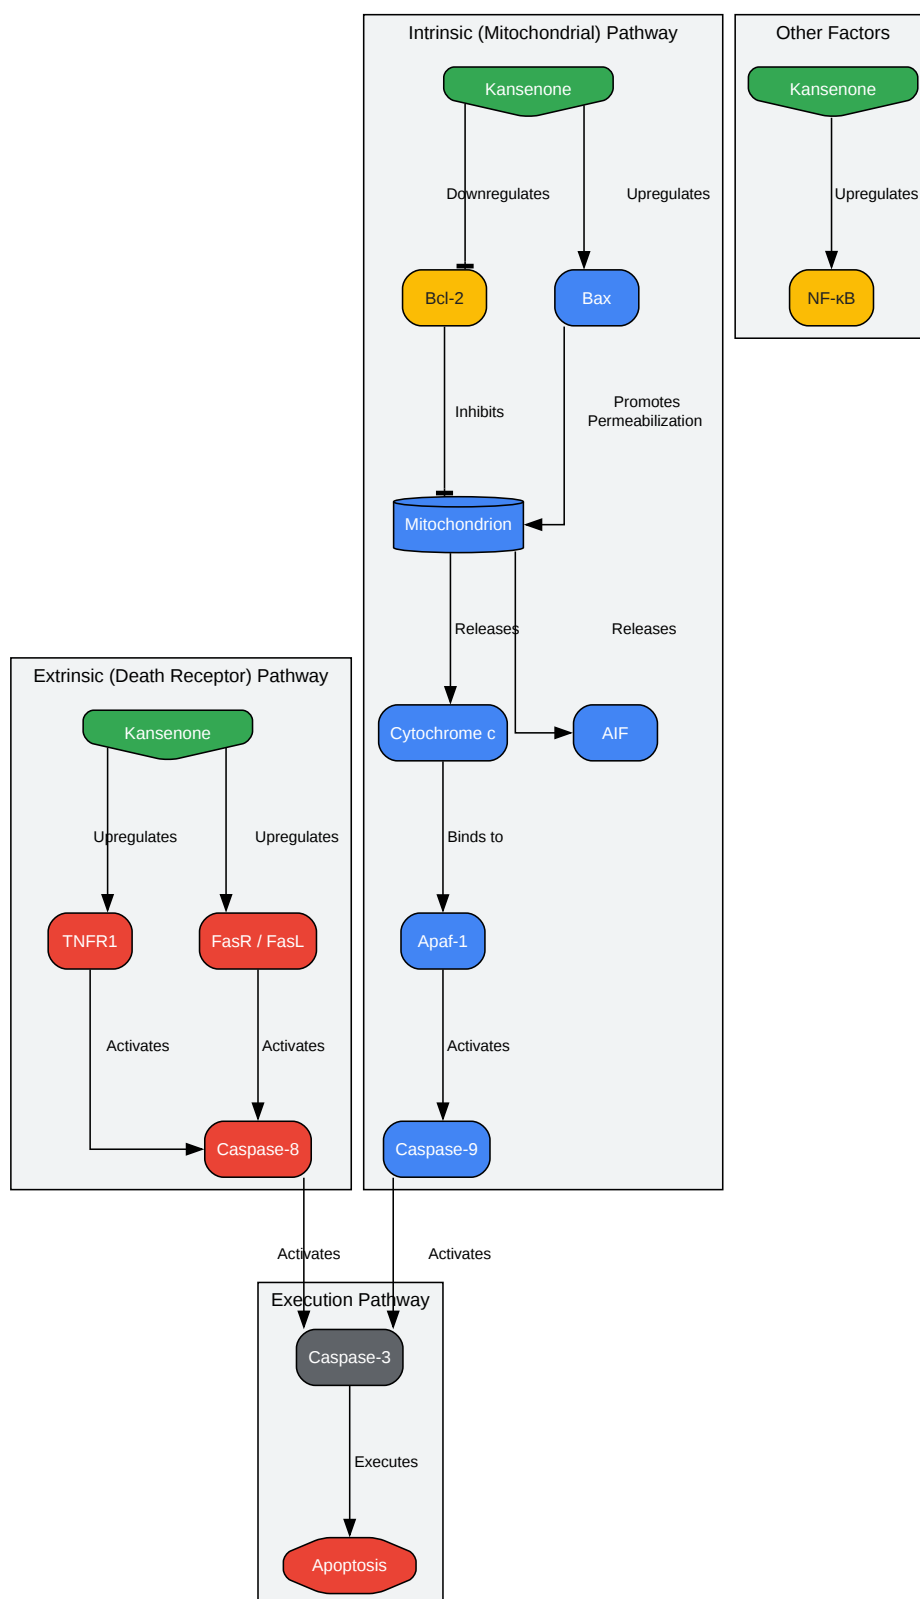 Intrinsic (Mitochondrial) Pathway
Kansenone
Downregulates
Upregulates
Bcl-2
Bax
Inhibits
Promotes
Permeabilization
Mitochondrion
Releases
Releases
Cytochrome c
AIF
Binds to
Apaf-1
Activates
Caspase-9
Other Factors
Kansenone
Upregulates
NF-κB
Extrinsic (Death Receptor) Pathway
Kansenone
Upregulates
Upregulates
TNFR1
FasR / FasL
Activates
Activates
Caspase-8
Activates
Activates
Execution Pathway
Caspase-3
Executes
Apoptosis